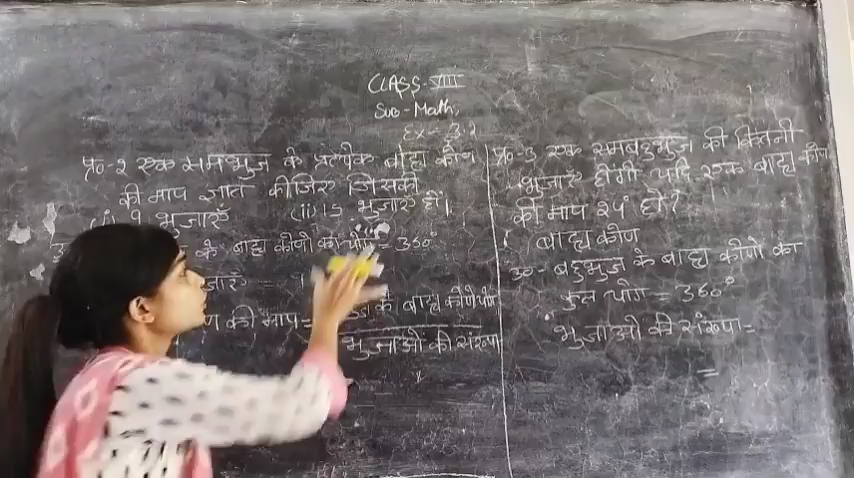 CLASS-VIII
Sub-Math,
Ex-3.2
प्र०-2 एक समभुज के प्रत्येक बाह्य कोण
की माप ज्ञात कीजिए जिसकी
(i) 9 भुजाएँ (ii) 15 भुजाएँ हों।
के बाह्य कोणों का योग = 360°
की माप =
के बाह्य
भुजाओं की संख्या
प्र०-3 एक समबहुभुज की कितनी
भुजाएँ होंगी यदि एक बाह्य कोण
की माप 24° हो?
बाह्य कोण
उ०- बहुभुज के बाह्य कोणों का
कुल योग = 360°
भुजाओं की संख्या=
=